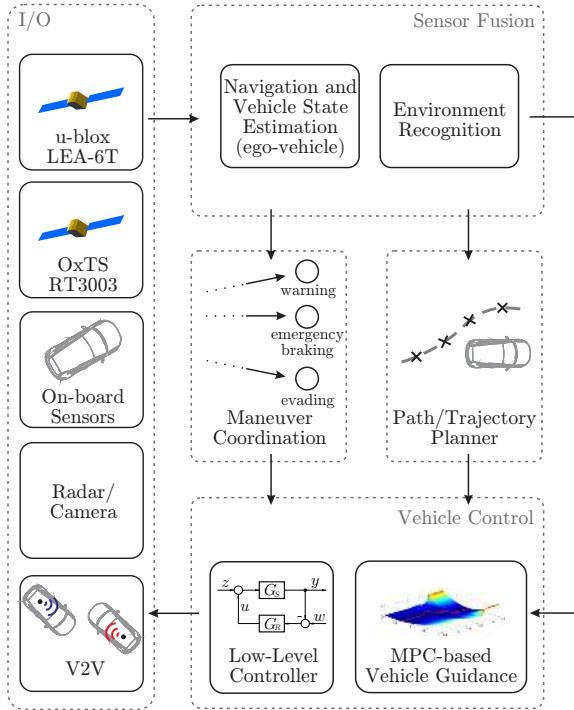 I/O
u-blox
LEA-6T
OxTS
RT3003
On-board
Sensors
Radar/
Camera
V2V
Sensor Fusion
Navigation and
Vehicle State
Estimation
(ego-vehicle)
Environment
Recognition
warning
emergency
braking
evading
Maneuver
Coordination
Path/Trajectory
Planner
Vehicle Control
z
G_S
y
u
G_R
w
Low-Level
Controller
MPC-based
Vehicle Guidance